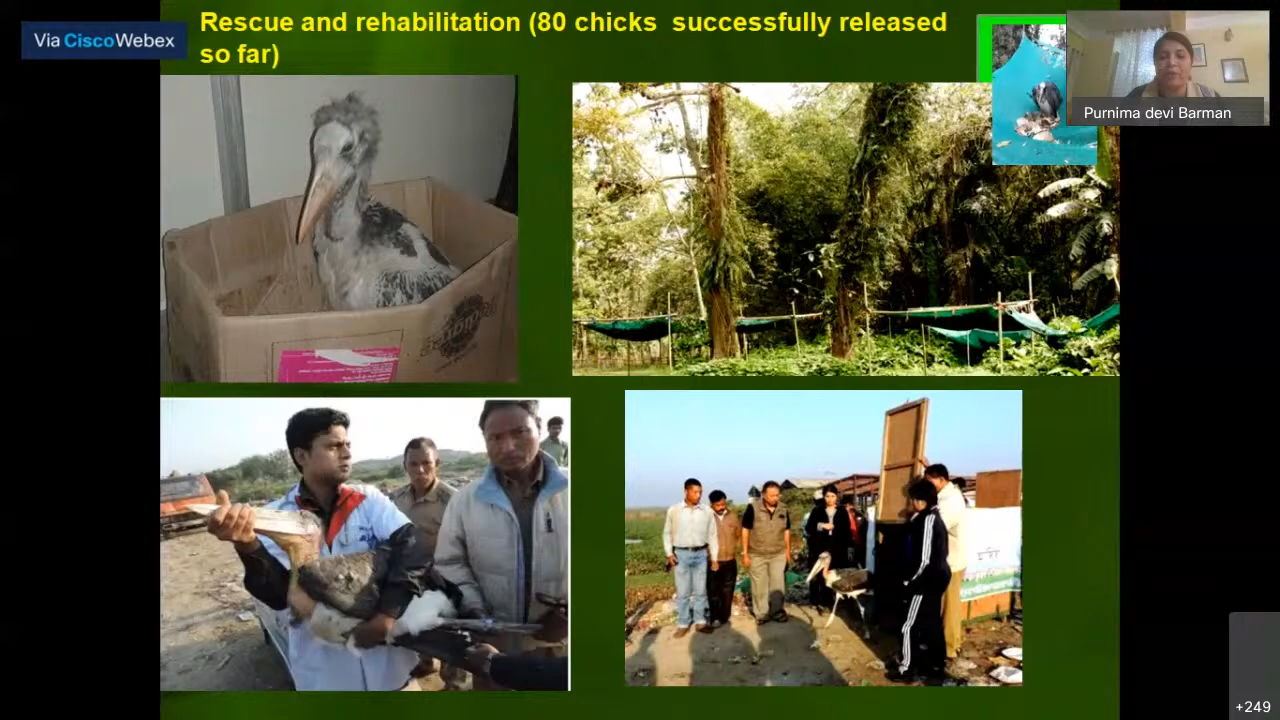 Via CiscoWebex
Rescue and rehabilitation (80 chicks  successfully released
so far)
Purnima devi Barman
+249